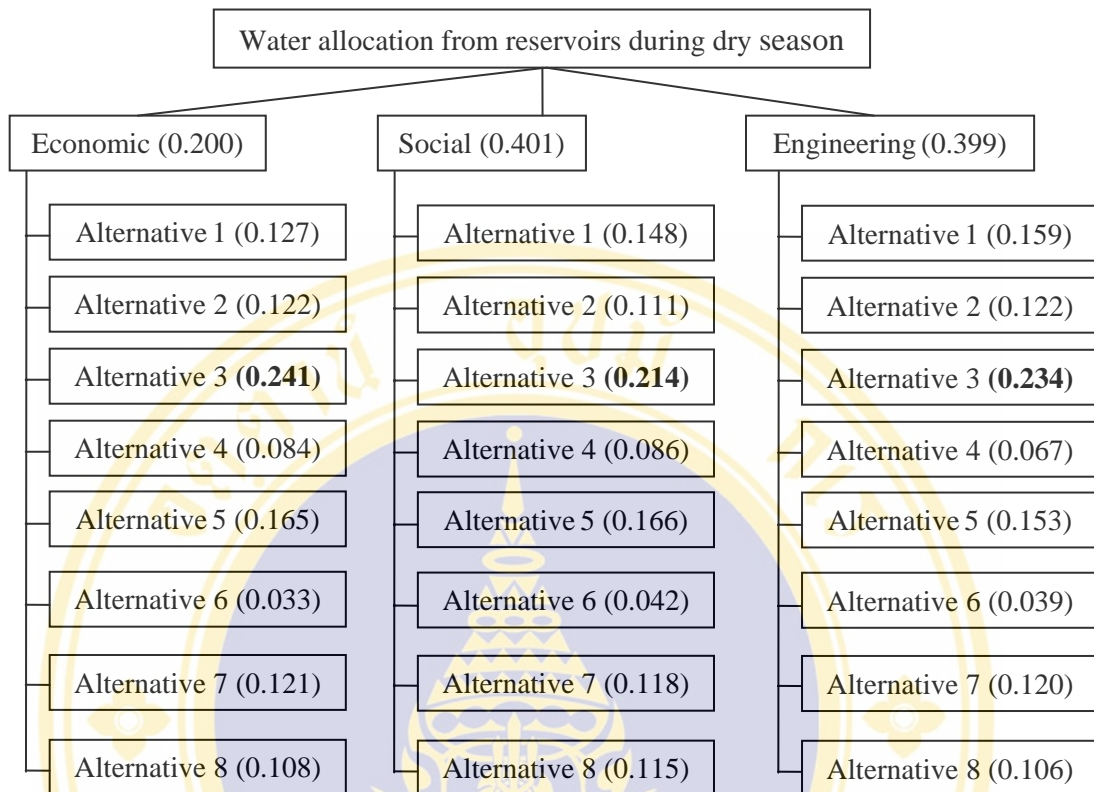 Water allocation from reservoirs during dry season
Economic (0.200)
Social (0.401)
Engineering (0.399)
Alternative 1 (0.127)
Alternative 2 (0.122)
Alternative 3 (0.241)
Alternative 4 (0.084)
Alternative 5 (0.165)
Alternative 6 (0.033)
Alternative 7 (0.121)
Alternative 8 (0.108)
Alternative 1 (0.148)
Alternative 2 (0.111)
Alternative 3 (0.214)
Alternative 4 (0.086)
Alternative 5 (0.166)
Alternative 6 (0.042)
Alternative 7 (0.118)
Alternative 8 (0.115)
Alternative 1 (0.159)
Alternative 2 (0.122)
Alternative 3 (0.234)
Alternative 4 (0.067)
Alternative 5 (0.153)
Alternative 6 (0.039)
Alternative 7 (0.120)
Alternative 8 (0.106)